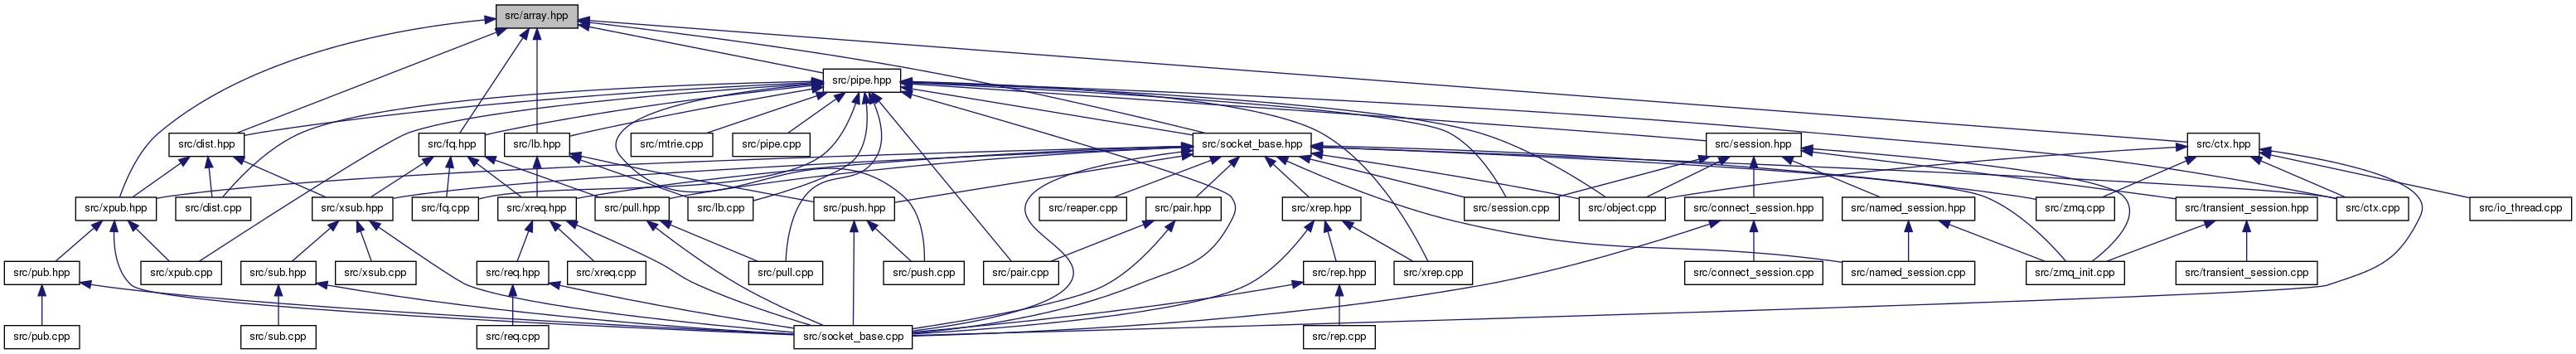 src/array.hpp
src/pipe.hpp
src/dist.hpp
src/fq.hpp
src/lb.hpp
src/mtrie.cpp
src/pipe.cpp
src/socket_base.hpp
src/session.hpp
src/ctx.hpp
src/xpub.hpp
src/dist.cpp
src/xsub.hpp
src/fq.cpp
src/xreq.hpp
src/pull.hpp
src/lb.cpp
src/push.hpp
src/reaper.cpp
src/pair.hpp
src/xrep.hpp
src/session.cpp
src/object.cpp
src/connect_session.hpp
src/named_session.hpp
src/zmq.cpp
src/transient_session.hpp
src/ctx.cpp
src/io_thread.cpp
src/pub.hpp
src/xpub.cpp
src/sub.hpp
src/xsub.cpp
src/req.hpp
src/xreq.cpp
src/pull.cpp
src/push.cpp
src/pair.cpp
src/rep.hpp
src/xrep.cpp
src/connect_session.cpp
src/named_session.cpp
src/zmq_init.cpp
src/transient_session.cpp
src/pub.cpp
src/sub.cpp
src/req.cpp
src/socket_base.cpp
src/rep.cpp